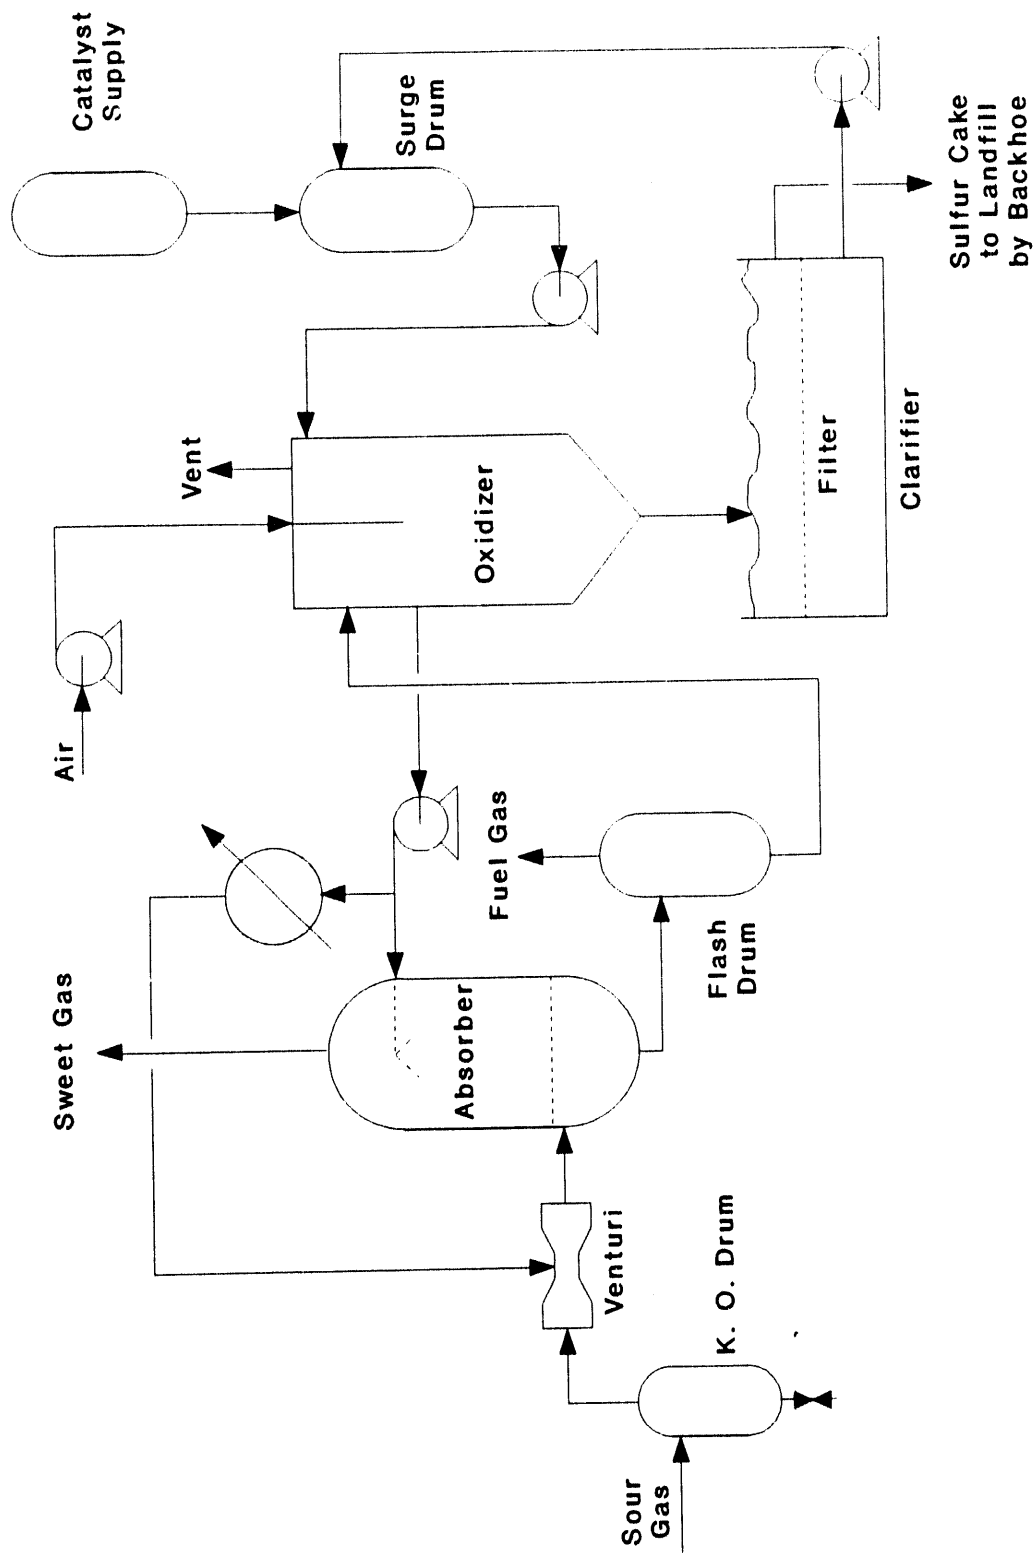 Sour
Gas
K. O. Drum
Venturi
Sweet Gas
Absorber
Flash
Drum
Fuel Gas
Air
Vent
Oxidizer
Catalyst
Supply
Surge
Drum
Filter
Clarifier
Sulfur Cake
to Landfill
by Backhoe